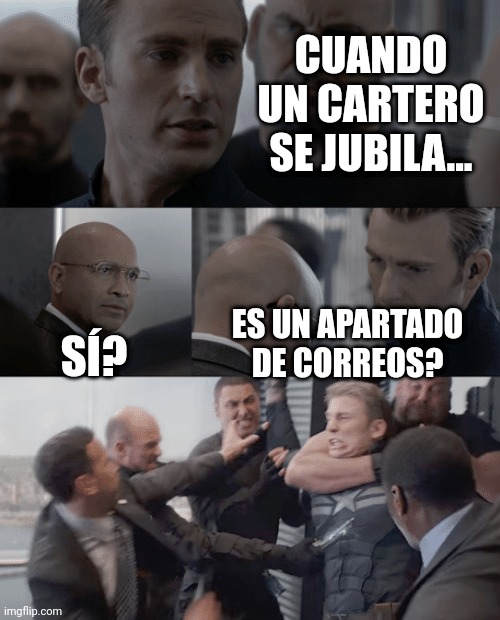 CUANDO
UN CARTERO
SE JUBILA...
SÍ?
ES UN APARTADO
DE CORREOS?
imgflip.com